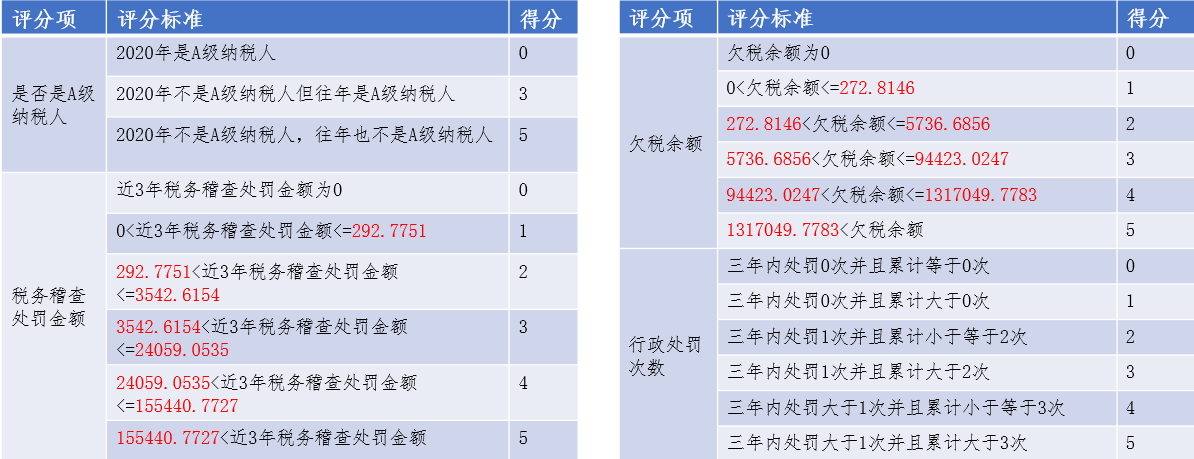 评分项 评分标准 得分
是否是A级
纳税人
2020年是A级纳税人 0
2020年不是A级纳税人但往年是A级纳税人 3
2020年不是A级纳税人，往年也不是A级纳税人 5
税务稽查
处罚金额
近3年税务稽查处罚金额为0 0
0<近3年税务稽查处罚金额<=292.7751 1
292.7751<近3年税务稽查处罚金额 2
<=3542.6154
3542.6154<近3年税务稽查处罚金额 3
<=24059.0535
24059.0535<近3年税务稽查处罚金额 4
<=155440.7727
155440.7727<近3年税务稽查处罚金额 5
评分项 评分标准 得分
欠税余额
欠税余额为0 0
0<欠税余额<=272.8146 1
272.8146<欠税余额<=5736.6856 2
5736.6856<欠税余额<=94423.0247 3
94423.0247<欠税余额<=1317049.7783 4
1317049.7783<欠税余额 5
行政处罚
次数
三年内处罚0次并且累计等于0次 0
三年内处罚0次并且累计大于0次 1
三年内处罚1次并且累计小于等于2次 2
三年内处罚1次并且累计大于2次 3
三年内处罚大于1次并且累计小于等于3次 4
三年内处罚大于1次并且累计大于3次 5